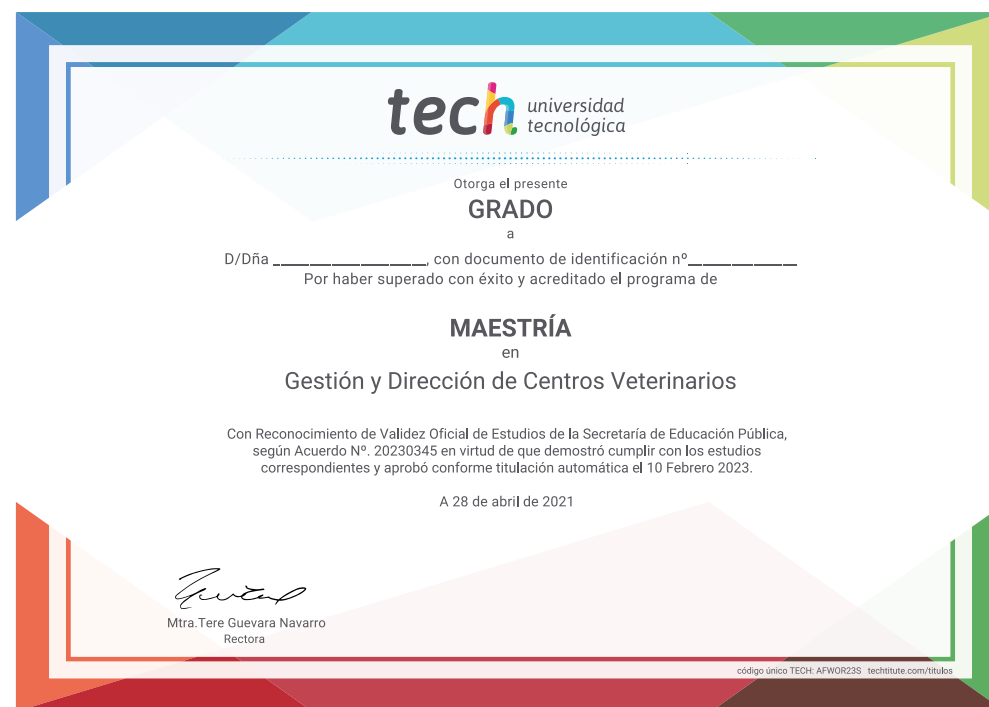 tech universidad
tecnológica
Otorga el presente
GRADO
a
D/Dña ____________________, con documento de identificación nº______________
Por haber superado con éxito y acreditado el programa de
MAESTRÍA
en
Gestión y Dirección de Centros Veterinarios
Con Reconocimiento de Validez Oficial de Estudios de la Secretaría de Educación Pública,
según Acuerdo Nº. 20230345 en virtud de que demostró cumplir con los estudios
correspondientes y aprobó conforme titulación automática el 10 Febrero 2023.
A 28 de abril de 2021
Mtra.Tere Guevara Navarro
Rectora
código único TECH: AFWOR23S techtitute.com/titulos